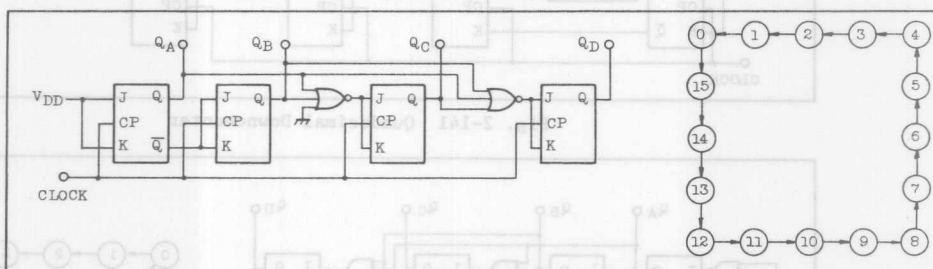 QA QB QC QD
VDD J Q J Q J Q J Q
CP CP CP CP
K Q̅ K K K
CLOCK
0 1 2 3 4
15 5
14 6
13 7
12 11 10 9 8